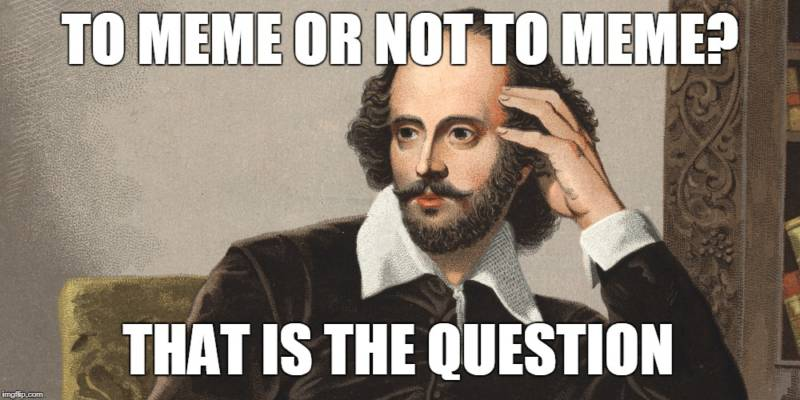 TO MEME OR NOT TO MEME?
THAT IS THE QUESTION
imgflip.com